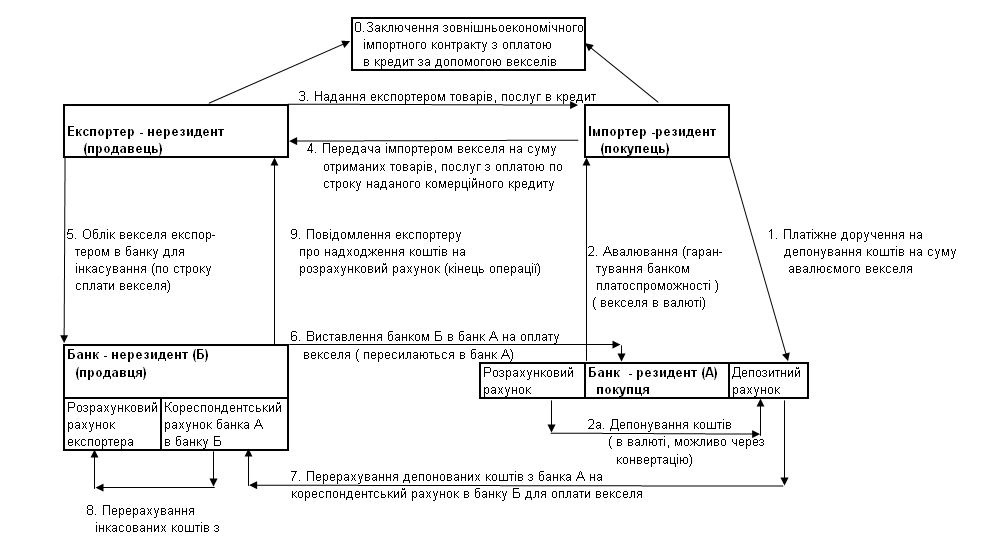 0.Заключення зовнішньоекономічного
імпортного контракту з оплатою
в кредит за допомогою векселів
3. Надання експортером товарів, послуг в кредит
Експортер - нерезидент
(продавець)
Імпортер -резидент
(покупець)
4. Передача імпортером векселя на суму
отриманих товарів, послуг з оплатою по
строку наданого комерційного кредиту
5. Облік векселя експор-
тером в банку для
інкасування (по строку
сплати векселя)
9. Повідомлення експортеру
про надходження коштів на
розрахунковий рахунок (кінець операції)
2. Авалювання (гаран-
тування банком
платоспроможності )
( векселя в валюті)
1. Платіжне доручення на
депонування коштів на суму
авалюємого векселя
6. Виставлення банком Б в банк А на оплату
векселя ( пересилаються в банк А)
Банк - нерезидент (Б)
(продавця)
Розрахунковий
рахунок
експортера
Кореспондентський
рахунок банка А
в банку Б
Розрахунковий
рахунок
Банк - резидент (А)
покупця
Депозитний
рахунок
2а. Депонування коштів
( в валюті, можливо через
конвертацію)
7. Перерахування депонованих коштів з банка А на
кореспондентський рахунок в банку Б для оплати векселя
8. Перерахування
інкасованих коштів з